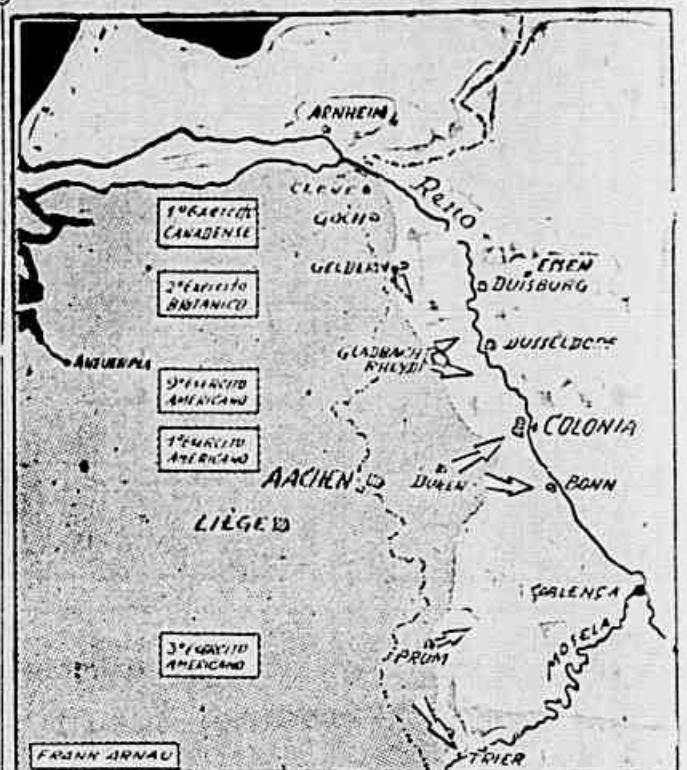 ARNHEIM
Reno
CLEVE
GOCH
1º EXERCITO
CANADENSE
GELDERN
ESSEN
DUISBURG
2º EXERCITO
BRITANICO
DUSSELDORF
GLADBACH
RHEYDT
ANTUERPIA
9º EXERCITO
AMERICANO
COLONIA
1º EXERCITO
AMERICANO
AACHEN
DUREN
BONN
LIÈGE
COBLENÇA
MOSELA
3º EXERCITO
AMERICANO
PRUM
FRANK ARNAU
TRIER